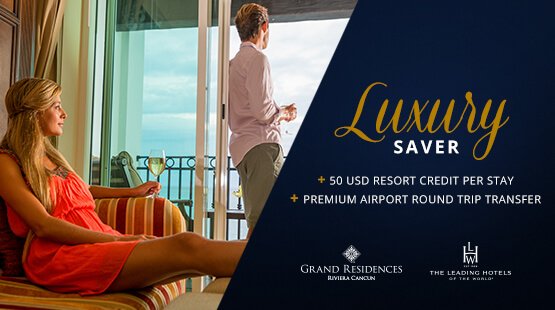 Luxury
SAVER
+ 50 USD RESORT CREDIT PER STAY
+ PREMIUM AIRPORT ROUND TRIP TRANSFER
GRAND RESIDENCES
RIVIERA CANCUN
LHW
THE LEADING HOTELS
OF THE WORLD®